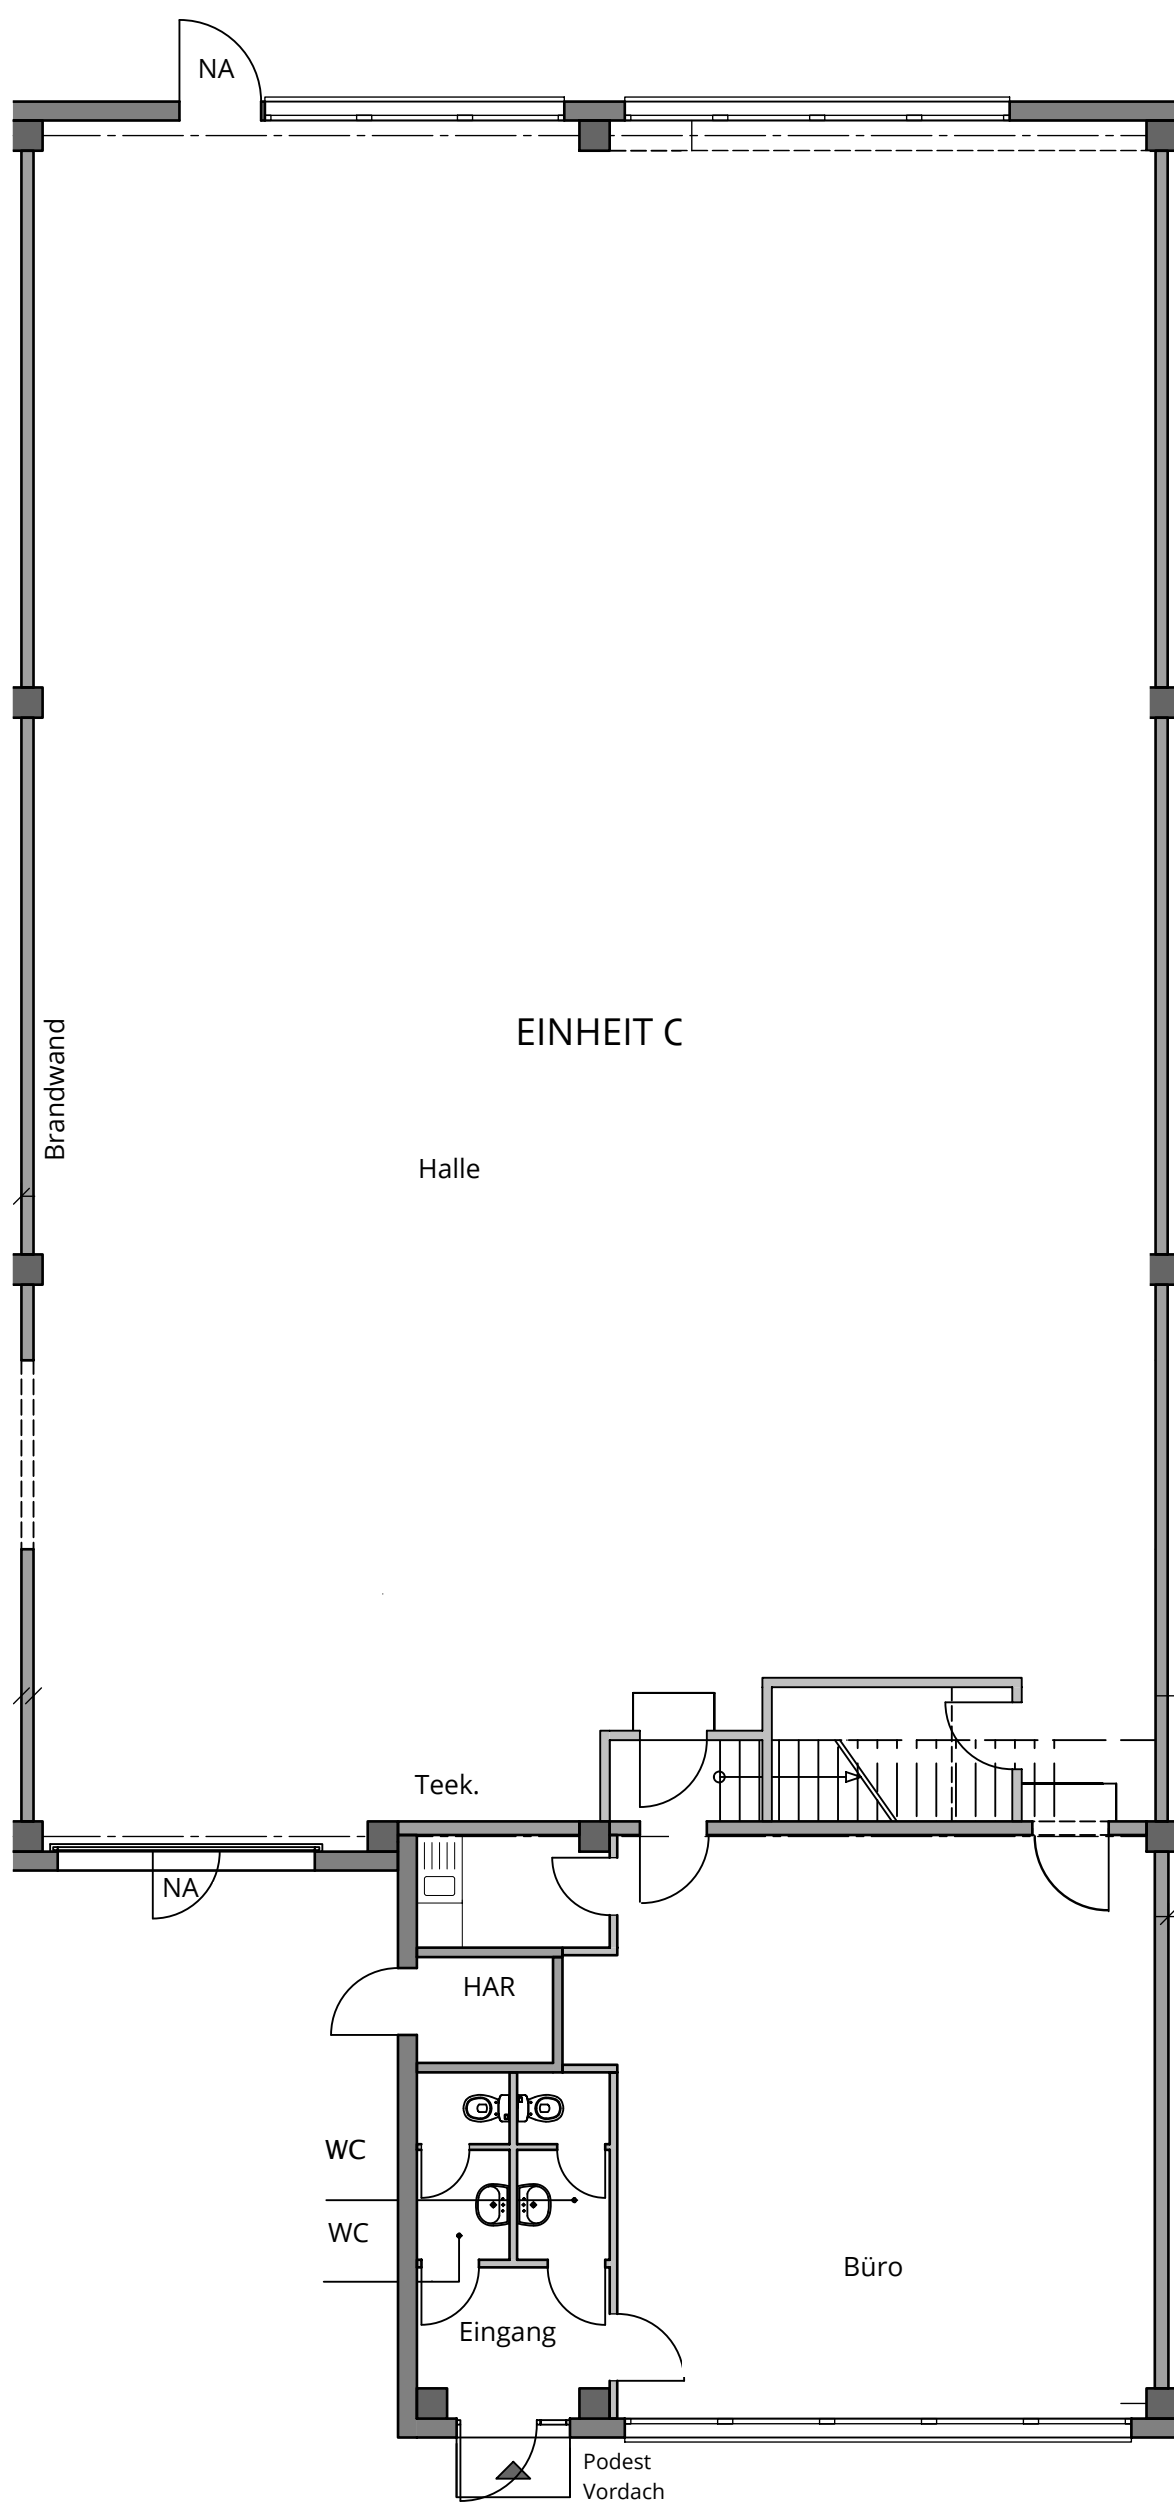 NA
EINHEIT C
Brandwand
Halle
Teek.
NA
HAR
WC
WC
Büro
Eingang
Podest
Vordach